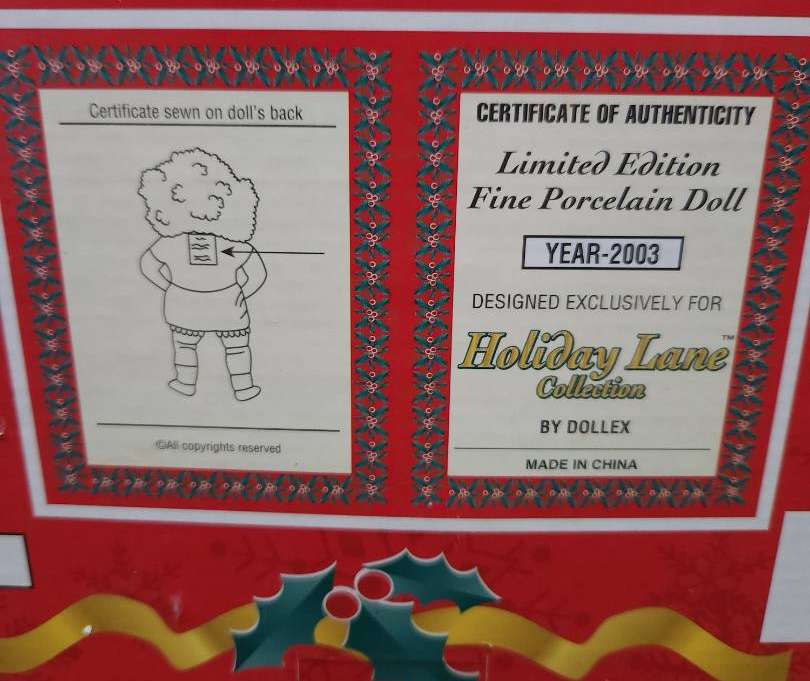 Certificate sewn on doll's back
©All copyrights reserved
CERTIFICATE OF AUTHENTICITY
Limited Edition
Fine Porcelain Doll
YEAR-2003
DESIGNED EXCLUSIVELY FOR
Holiday Lane™
Collection
BY DOLLEX
MADE IN CHINA